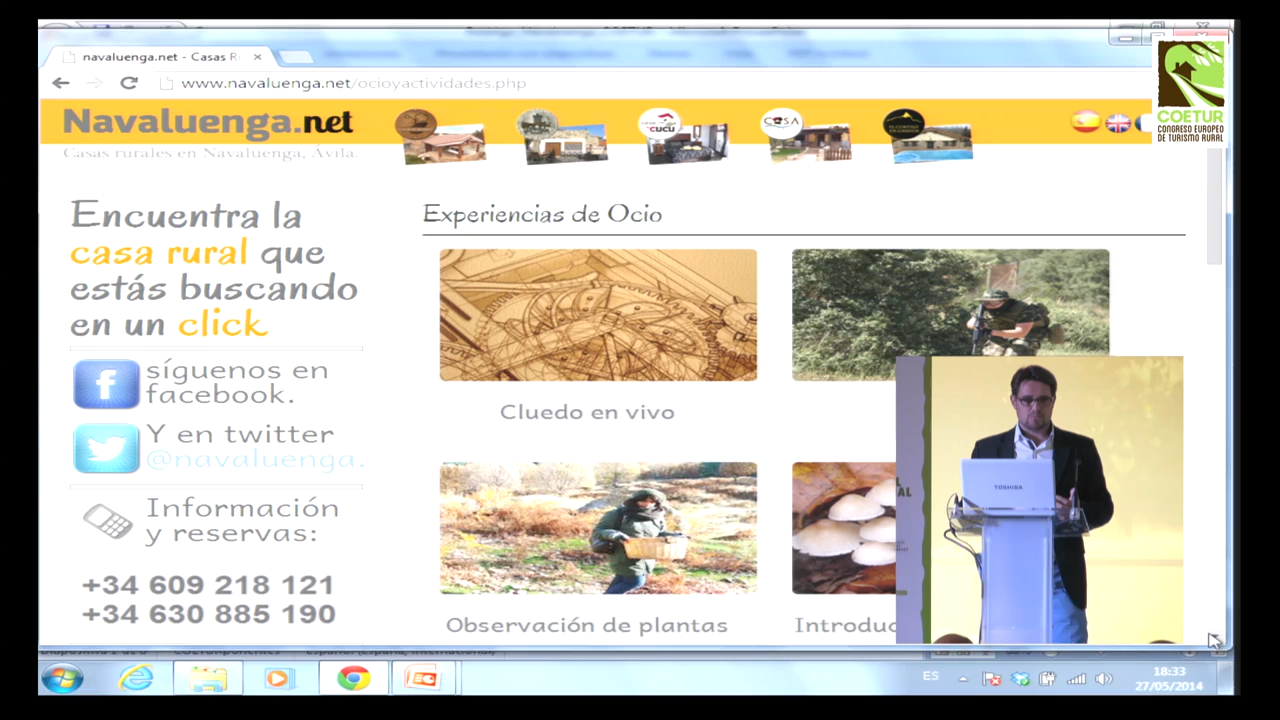 navaluenga.net - Casas R
www.navaluenga.net/ocioyactividades.php
COETUR
CONGRESO EUROPEO
DE TURISMO RURAL
Navaluenga.net
Casas rurales en Navaluenga, Ávila.
CUCU
Encuentra la
casa rural que
estás buscando
en un click
síguenos en
facebook.
Y en twitter
@navaluenga.
Información
y reservas:
+34 609 218 121
+34 630 885 190
Experiencias de Ocio
Cluedo en vivo
Observación de plantas
Introduc
TOSHIBA
ES
18:33
27/05/2014